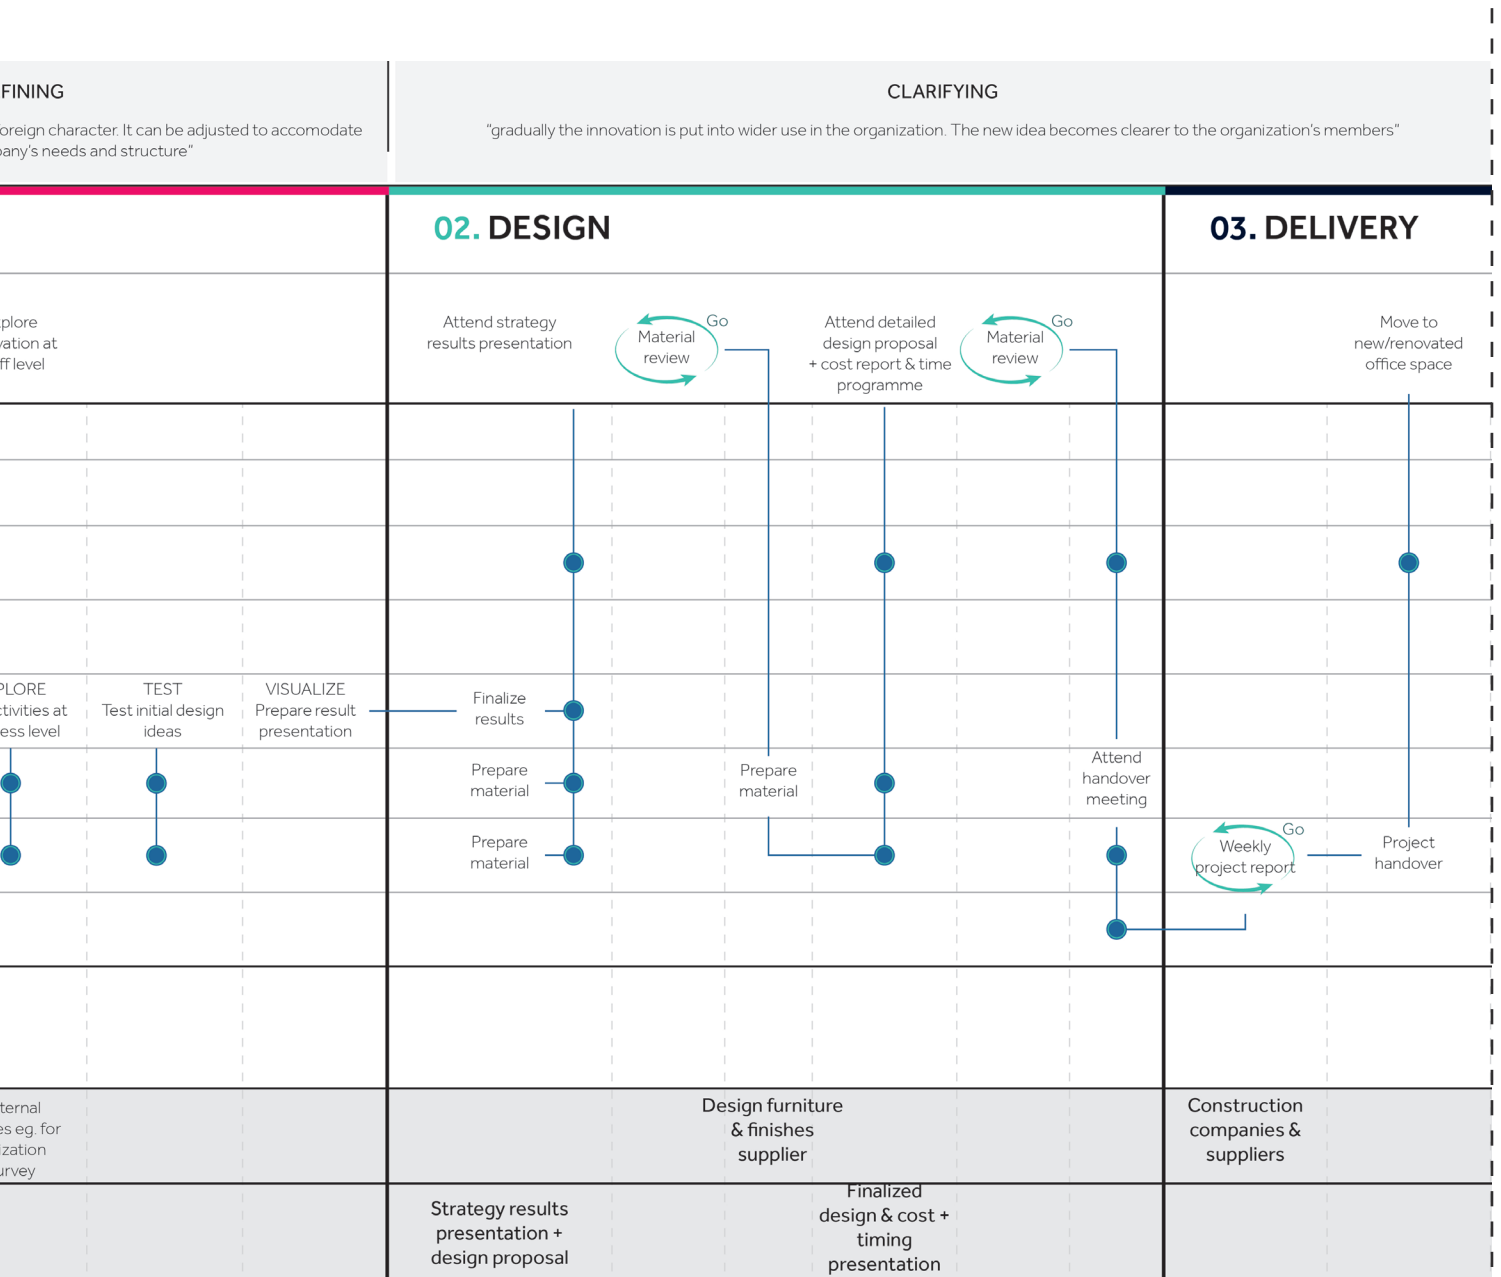 FINING
CLARIFYING
oreign character. It can be adjusted to accomodate
pany's needs and structure"
"gradually the innovation is put into wider use in the organization. The new idea becomes clearer to the organization's members"
02. DESIGN
03. DELIVERY
xplore
vation at
ff level
Attend strategy
results presentation
Go
Material
review
Attend detailed
design proposal
+ cost report & time
programme
Go
Material
review
Move to
new/renovated
office space
PLORE
ctivities at
ess level
TEST
Test initial design
ideas
VISUALIZE
Prepare result
presentation
Finalize
results
Prepare
material
Prepare
material
Prepare
material
Attend
handover
meeting
Go
Weekly
project report
Project
handover
ternal
es eg. for
ization
urvey
Design furniture
& finishes
supplier
Construction
companies &
suppliers
Strategy results
presentation +
design proposal
Finalized
design & cost +
timing
presentation